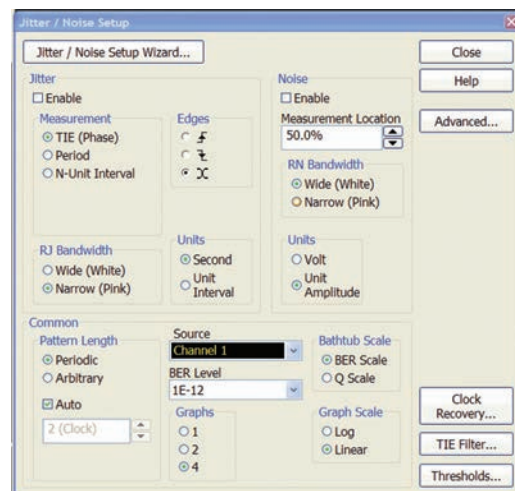 Jitter / Noise Setup
Jitter / Noise Setup Wizard...
Close
Help
Advanced...
Jitter
Enable
Measurement
TIE (Phase)
Period
N-Unit Interval
Edges
RJ Bandwidth
Wide (White)
Narrow (Pink)
Units
Second
Unit
Interval
Noise
Enable
Measurement Location
50.0%
RN Bandwidth
Wide (White)
Narrow (Pink)
Units
Volt
Unit
Amplitude
Common
Pattern Length
Periodic
Arbitrary
Auto
2 (Clock)
Source
Channel 1
BER Level
1E-12
Graphs
1
2
4
Bathtub Scale
BER Scale
Q Scale
Graph Scale
Log
Linear
Clock
Recovery...
TIE Filter...
Thresholds...